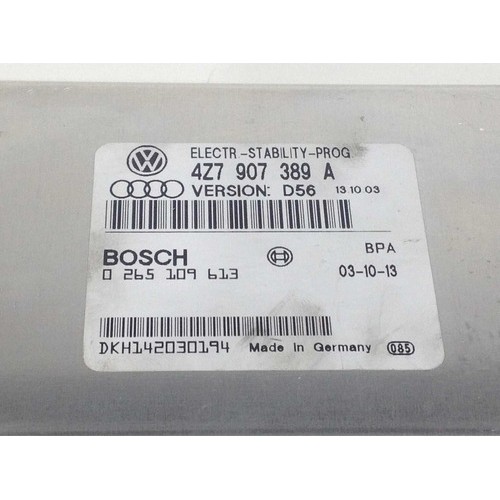 ELECTR.-STABILITY-PROG.
4Z7 907 389 A
VERSION: D56 13 10 03
BOSCH
0 265 109 613
BPA
03-10-13
DKH142030194 Made in Germany 085